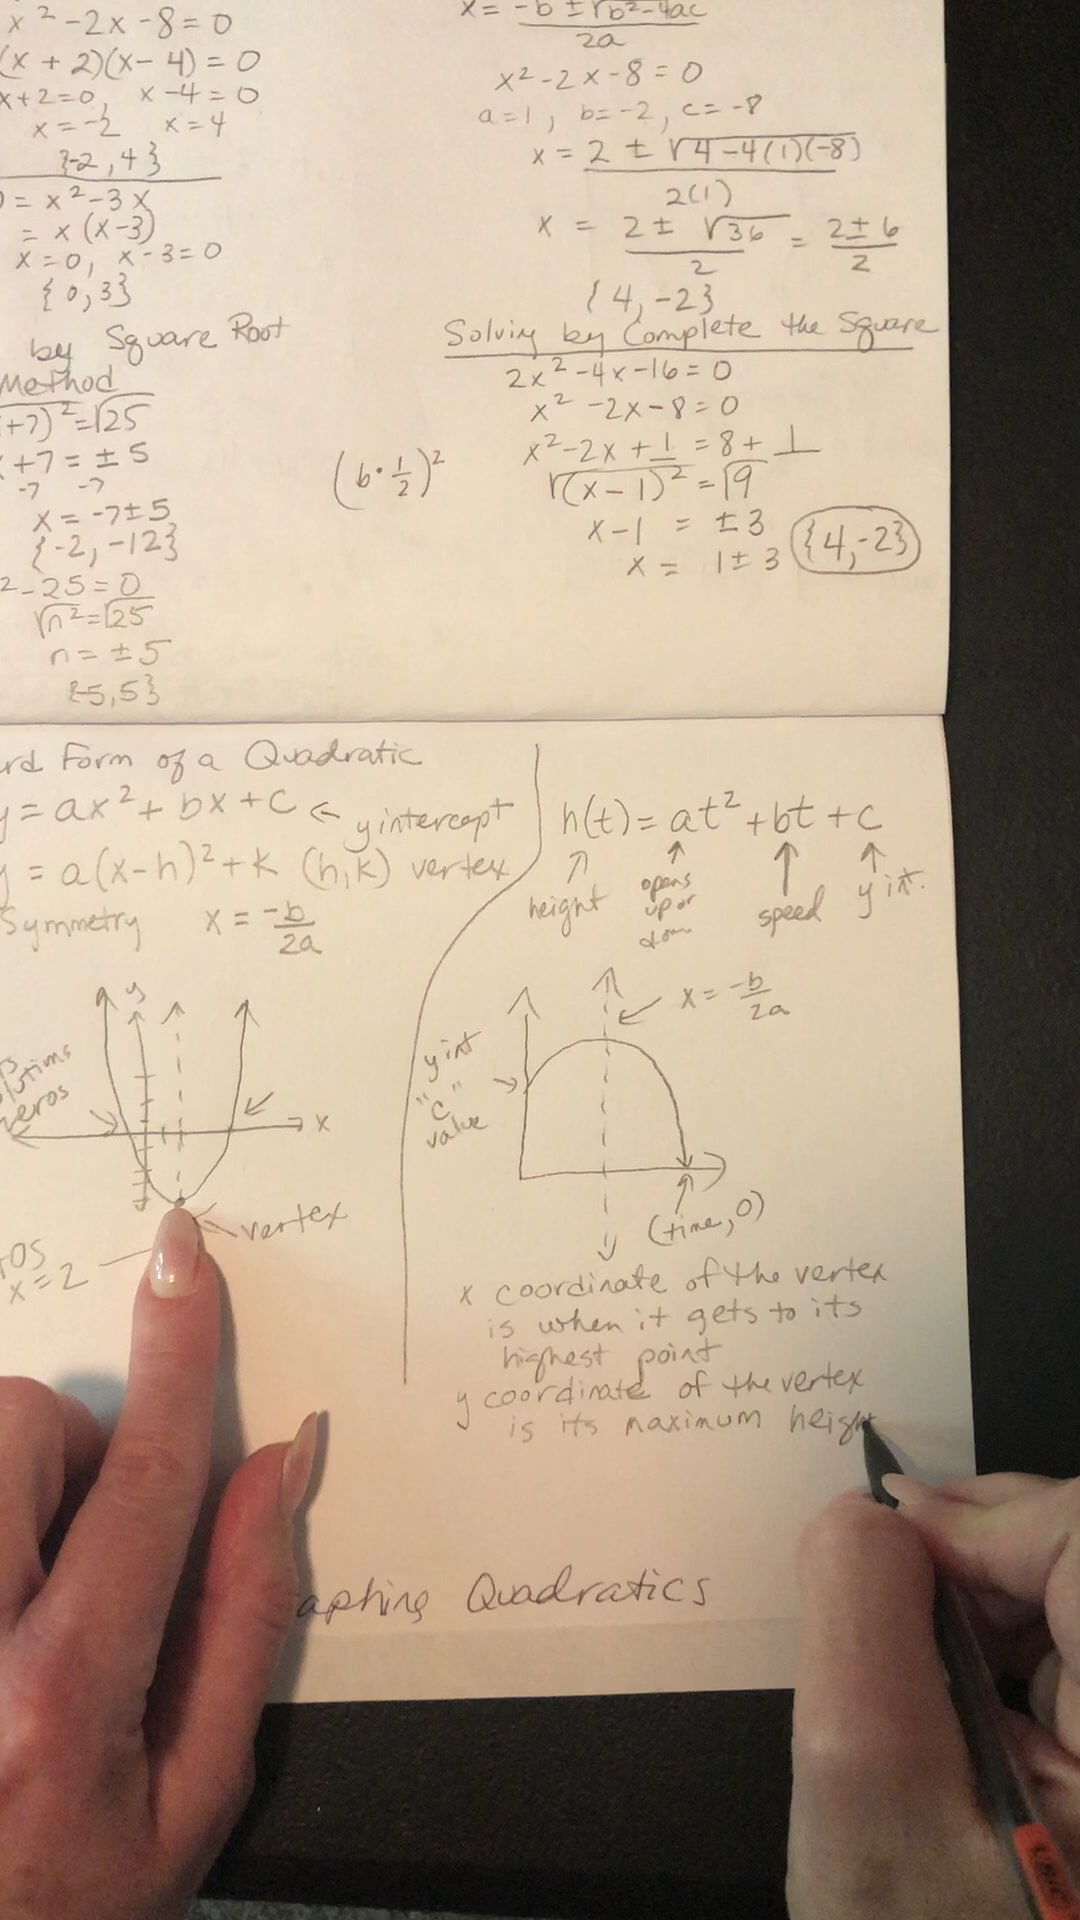 x² - 2x - 8 = 0
(x + 2)(x - 4) = 0
x + 2 = 0, x - 4 = 0
x = -2 x = 4
{-2, 4}
= x² - 3x
= x (x - 3)
x = 0, x - 3 = 0
{0, 3}
by Square Root
Method
+7)² = √25
x + 7 = ± 5
-7 -7
x = -7 ± 5
{-2, -12}
² - 25 = 0
√n² = √25
n = ± 5
{-5, 5}
x = -b ± √b² - 4ac
2a
x² - 2x - 8 = 0
a = 1, b = -2, c = -8
x = 2 ± √4 - 4(1)(-8)
2(1)
x = 2 ± √36 = 2 ± 6
2 2
{4, -2}
Solving by Complete the Square
2x² - 4x - 16 = 0
x² - 2x - 8 = 0
x² - 2x + 1 = 8 + 1
(b · 1/2)²
√(x - 1)² = √9
x - 1 = ± 3
x = 1 ± 3
{4, -2}
rd Form of a Quadratic
y = ax² + bx + c ← y intercept
y = a(x - h)² + k (h, k) vertex
Symmetry x = -b/2a
y
zeros
x
vertex
x = 2
h(t) = at² + bt + c
height
opens
up or
down
speed
y int.
x = -b/2a
y int
"c"
value
(time, 0)
x coordinate of the vertex
is when it gets to its
highest point
y coordinate of the vertex
is its maximum height
aphing Quadratics